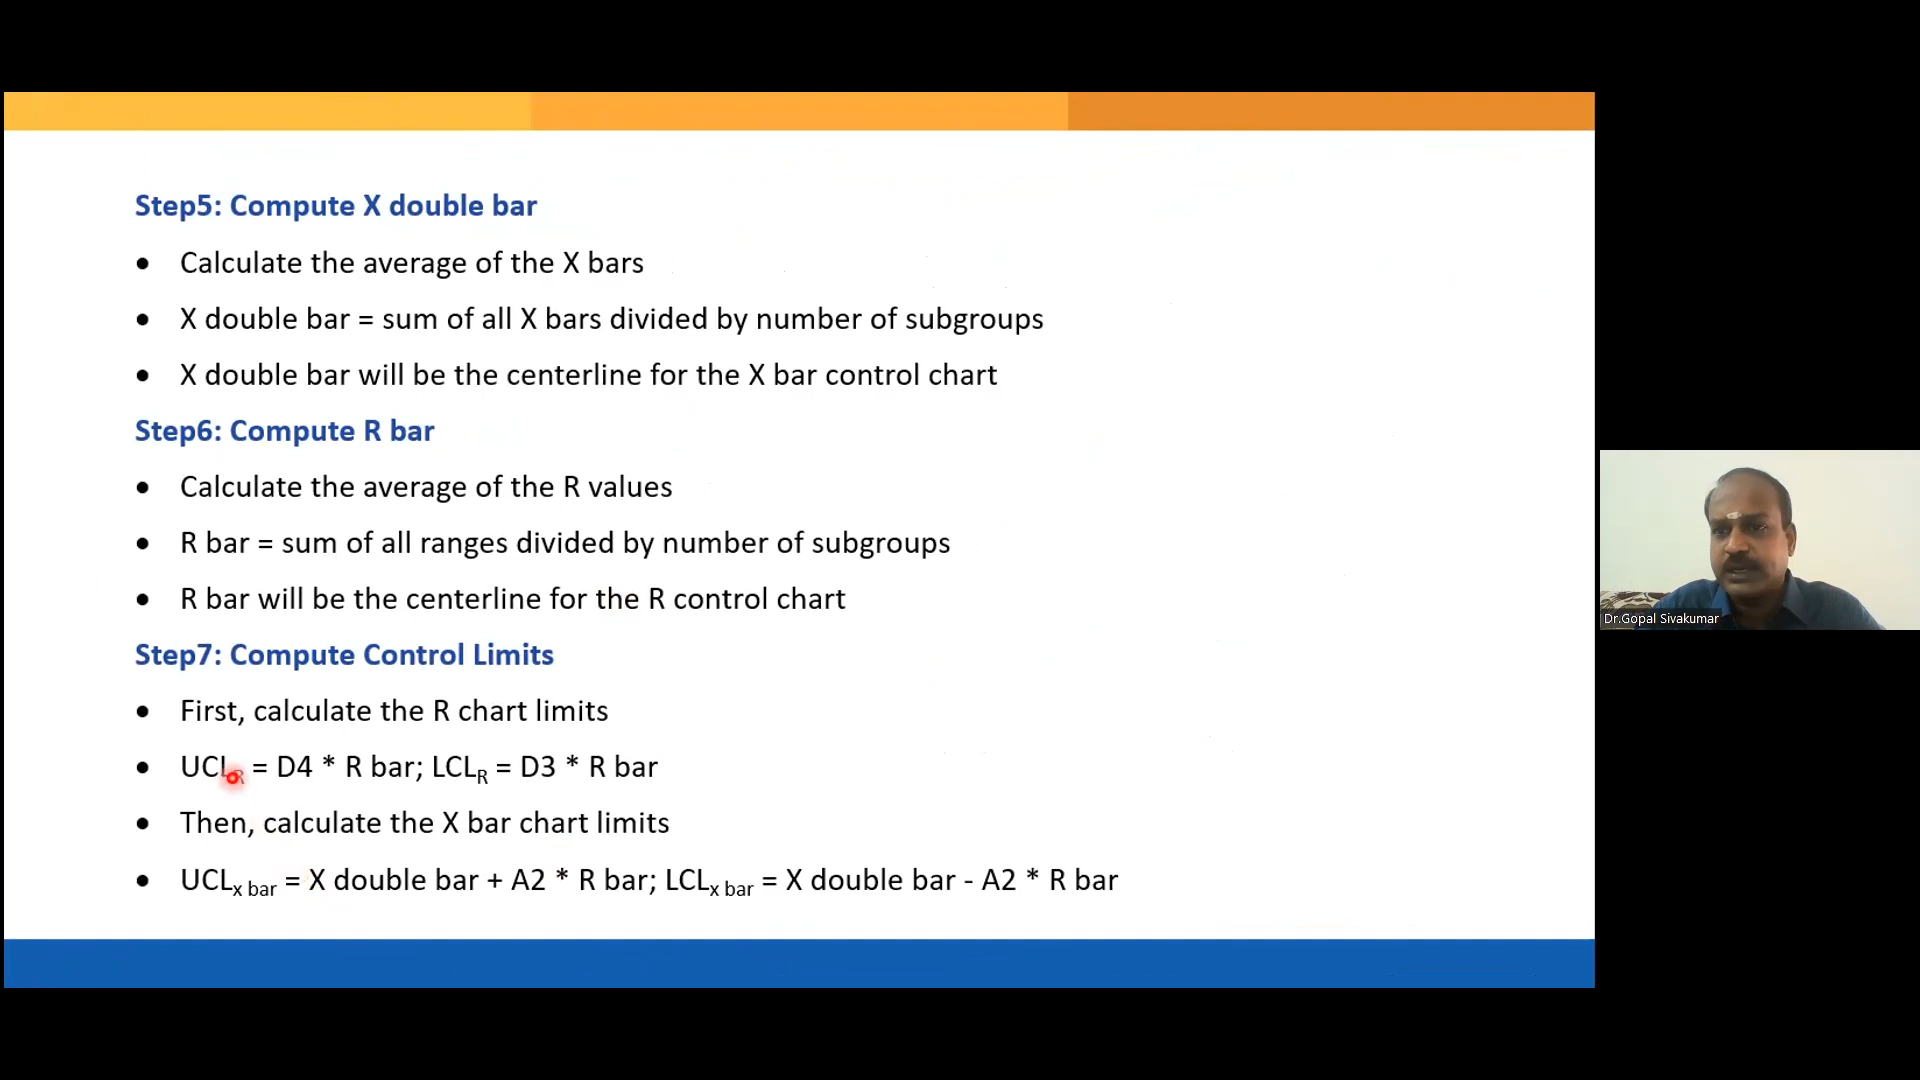 Step5: Compute X double bar
• Calculate the average of the X bars
• X double bar = sum of all X bars divided by number of subgroups
• X double bar will be the centerline for the X bar control chart
Step6: Compute R bar
• Calculate the average of the R values
• R bar = sum of all ranges divided by number of subgroups
• R bar will be the centerline for the R control chart
Step7: Compute Control Limits
• First, calculate the R chart limits
• UCLR = D4 * R bar; LCLR = D3 * R bar
• Then, calculate the X bar chart limits
• UCLx bar = X double bar + A2 * R bar; LCLx bar = X double bar - A2 * R bar
Dr.Gopal Sivakumar